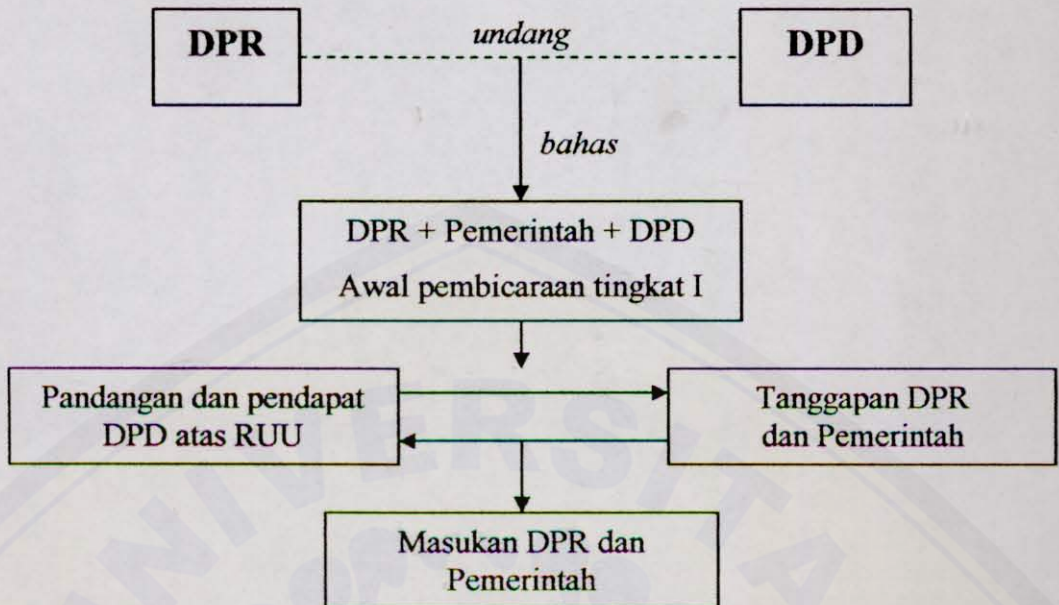 DPR
undang
DPD
bahas
DPR + Pemerintah + DPD
Awal pembicaraan tingkat I
Pandangan dan pendapat
DPD atas RUU
Tanggapan DPR
dan Pemerintah
Masukan DPR dan
Pemerintah